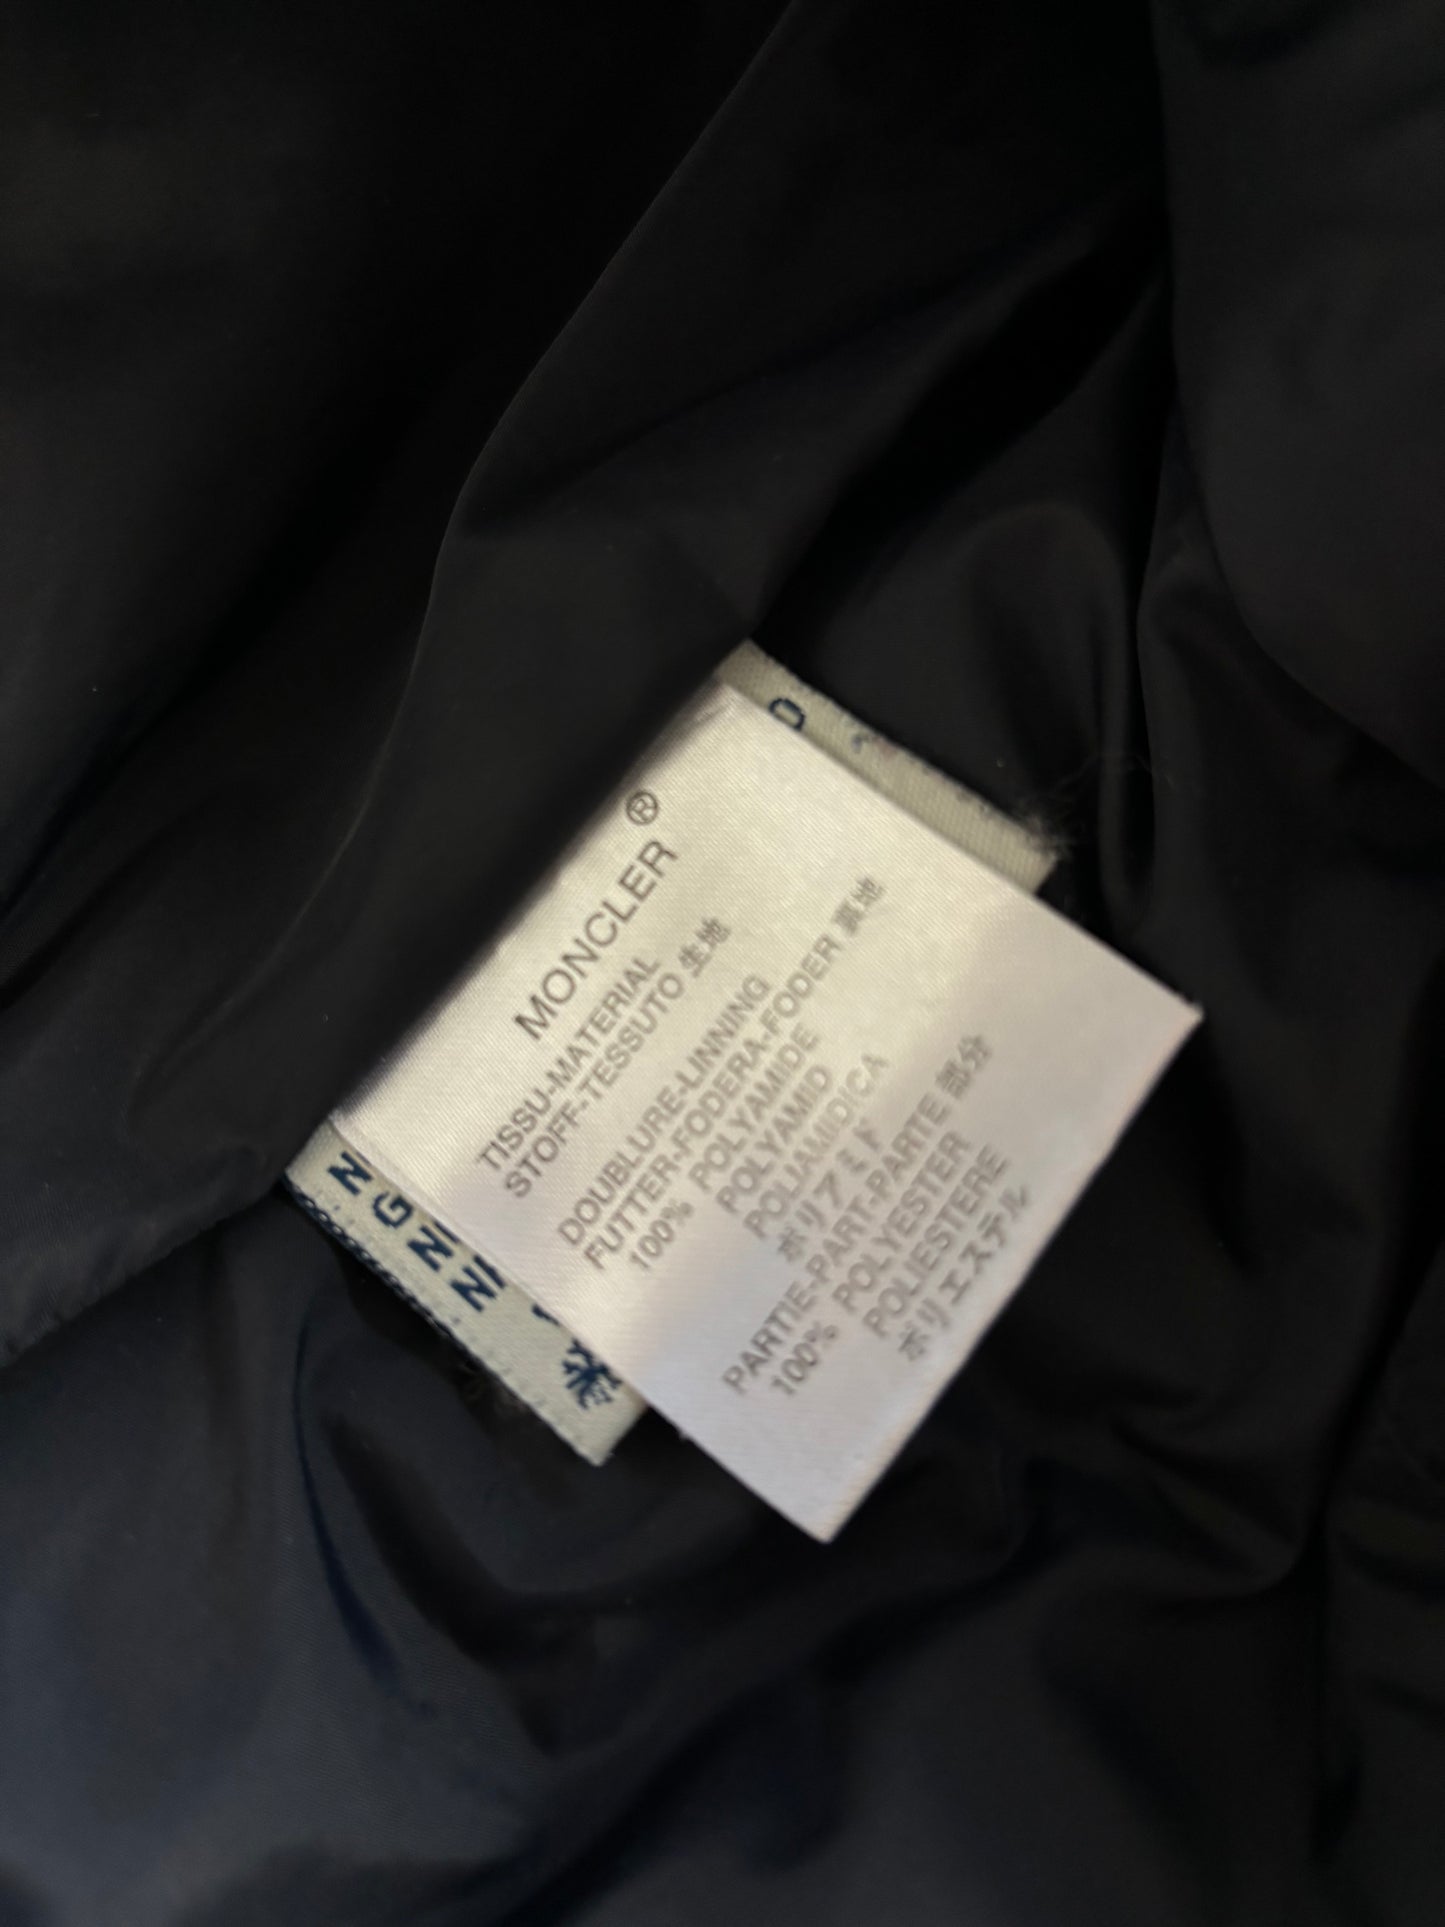 MONCLER ®
TISSU-MATERIAL
STOFF-TESSUTO 生地
DOUBLURE-LINNING
FUTTER-FODERA-FODER 裏地
100% POLYAMIDE
POLYAMID
POLIAMIDICA
ポリアミド
PARTIE-PART-PARTE 部分
100% POLYESTER
POLIESTERE
ポリエステル